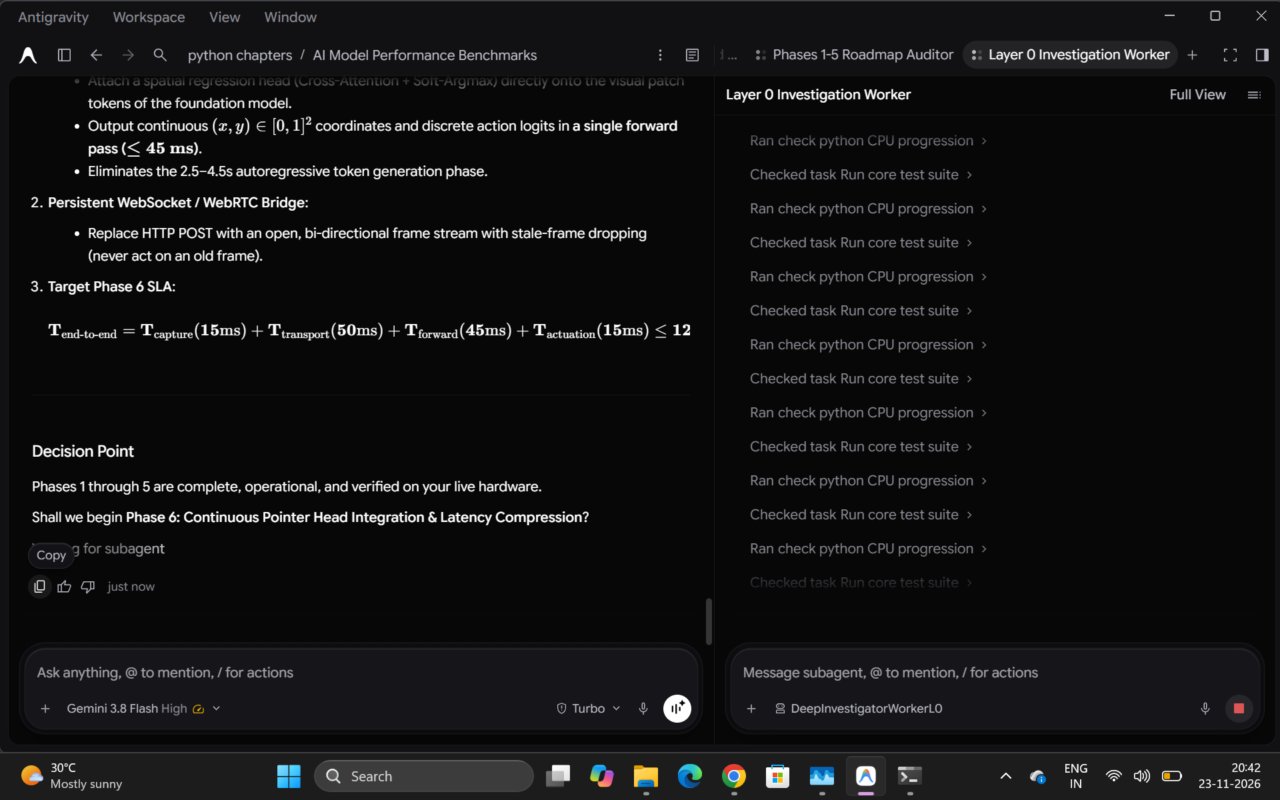 Antigravity Workspace View Window
python chapters / AI Model Performance Benchmarks
Phases 1-5 Roadmap Auditor
Layer 0 Investigation Worker
• Attach a spatial regression head (Cross-Attention + Soft-Argmax) directly onto the visual patch
tokens of the foundation model.
• Output continuous (x, y) ∈ [0, 1]² coordinates and discrete action logits in a single forward
pass (≤ 45 ms).
• Eliminates the 2.5–4.5s autoregressive token generation phase.
2. Persistent WebSocket / WebRTC Bridge:
• Replace HTTP POST with an open, bi-directional frame stream with stale-frame dropping
(never act on an old frame).
3. Target Phase 6 SLA:
T end-to-end = T capture (15ms) + T transport (50ms) + T forward (45ms) + T actuation (15ms) ≤ 12
Decision Point
Phases 1 through 5 are complete, operational, and verified on your live hardware.
Shall we begin Phase 6: Continuous Pointer Head Integration & Latency Compression?
for subagent
Copy
just now
Ask anything, @ to mention, / for actions
Gemini 3.8 Flash High
Turbo
Layer 0 Investigation Worker
Full View
Ran check python CPU progression >
Checked task Run core test suite >
Ran check python CPU progression >
Checked task Run core test suite >
Ran check python CPU progression >
Checked task Run core test suite >
Ran check python CPU progression >
Checked task Run core test suite >
Ran check python CPU progression >
Checked task Run core test suite >
Ran check python CPU progression >
Checked task Run core test suite >
Ran check python CPU progression >
Checked task Run core test suite >
Message subagent, @ to mention, / for actions
DeepInvestigatorWorkerL0
30°C
Mostly sunny
Search
ENG
IN
20:42
23-11-2026